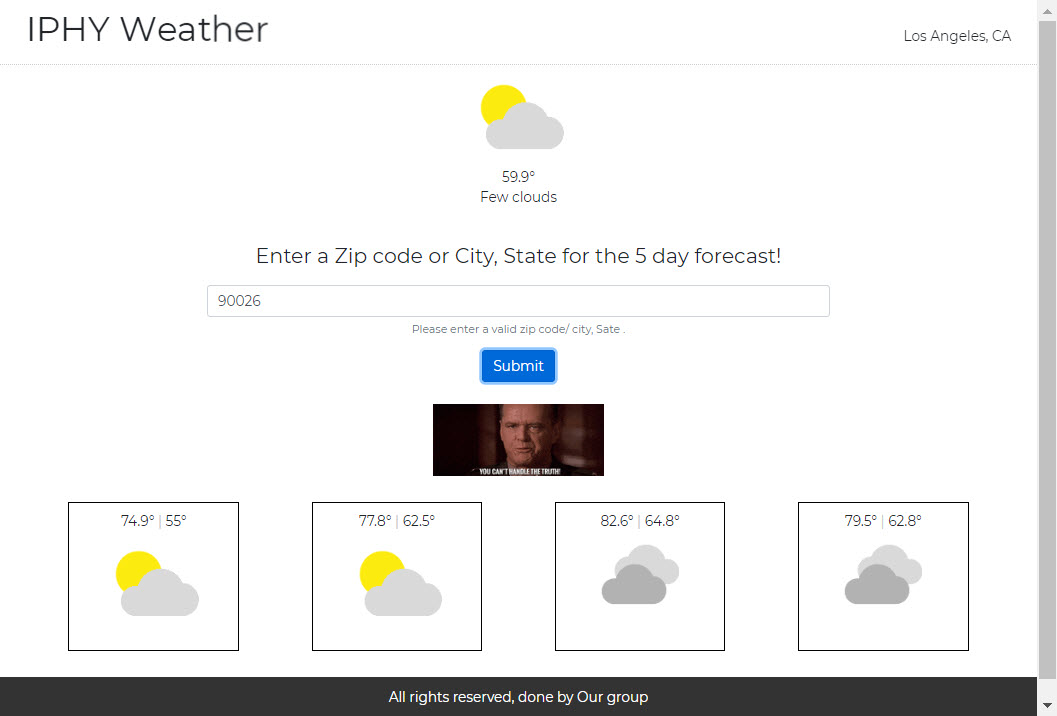 IPHY Weather
Los Angeles, CA
59.9°
Few clouds
Enter a Zip code or City, State for the 5 day forecast!
90026
Please enter a valid zip code/ city, Sate .
Submit
YOU CAN'T HANDLE THE TRUTH!
74.9° | 55°
77.8° | 62.5°
82.6° | 64.8°
79.5° | 62.8°
All rights reserved, done by Our group